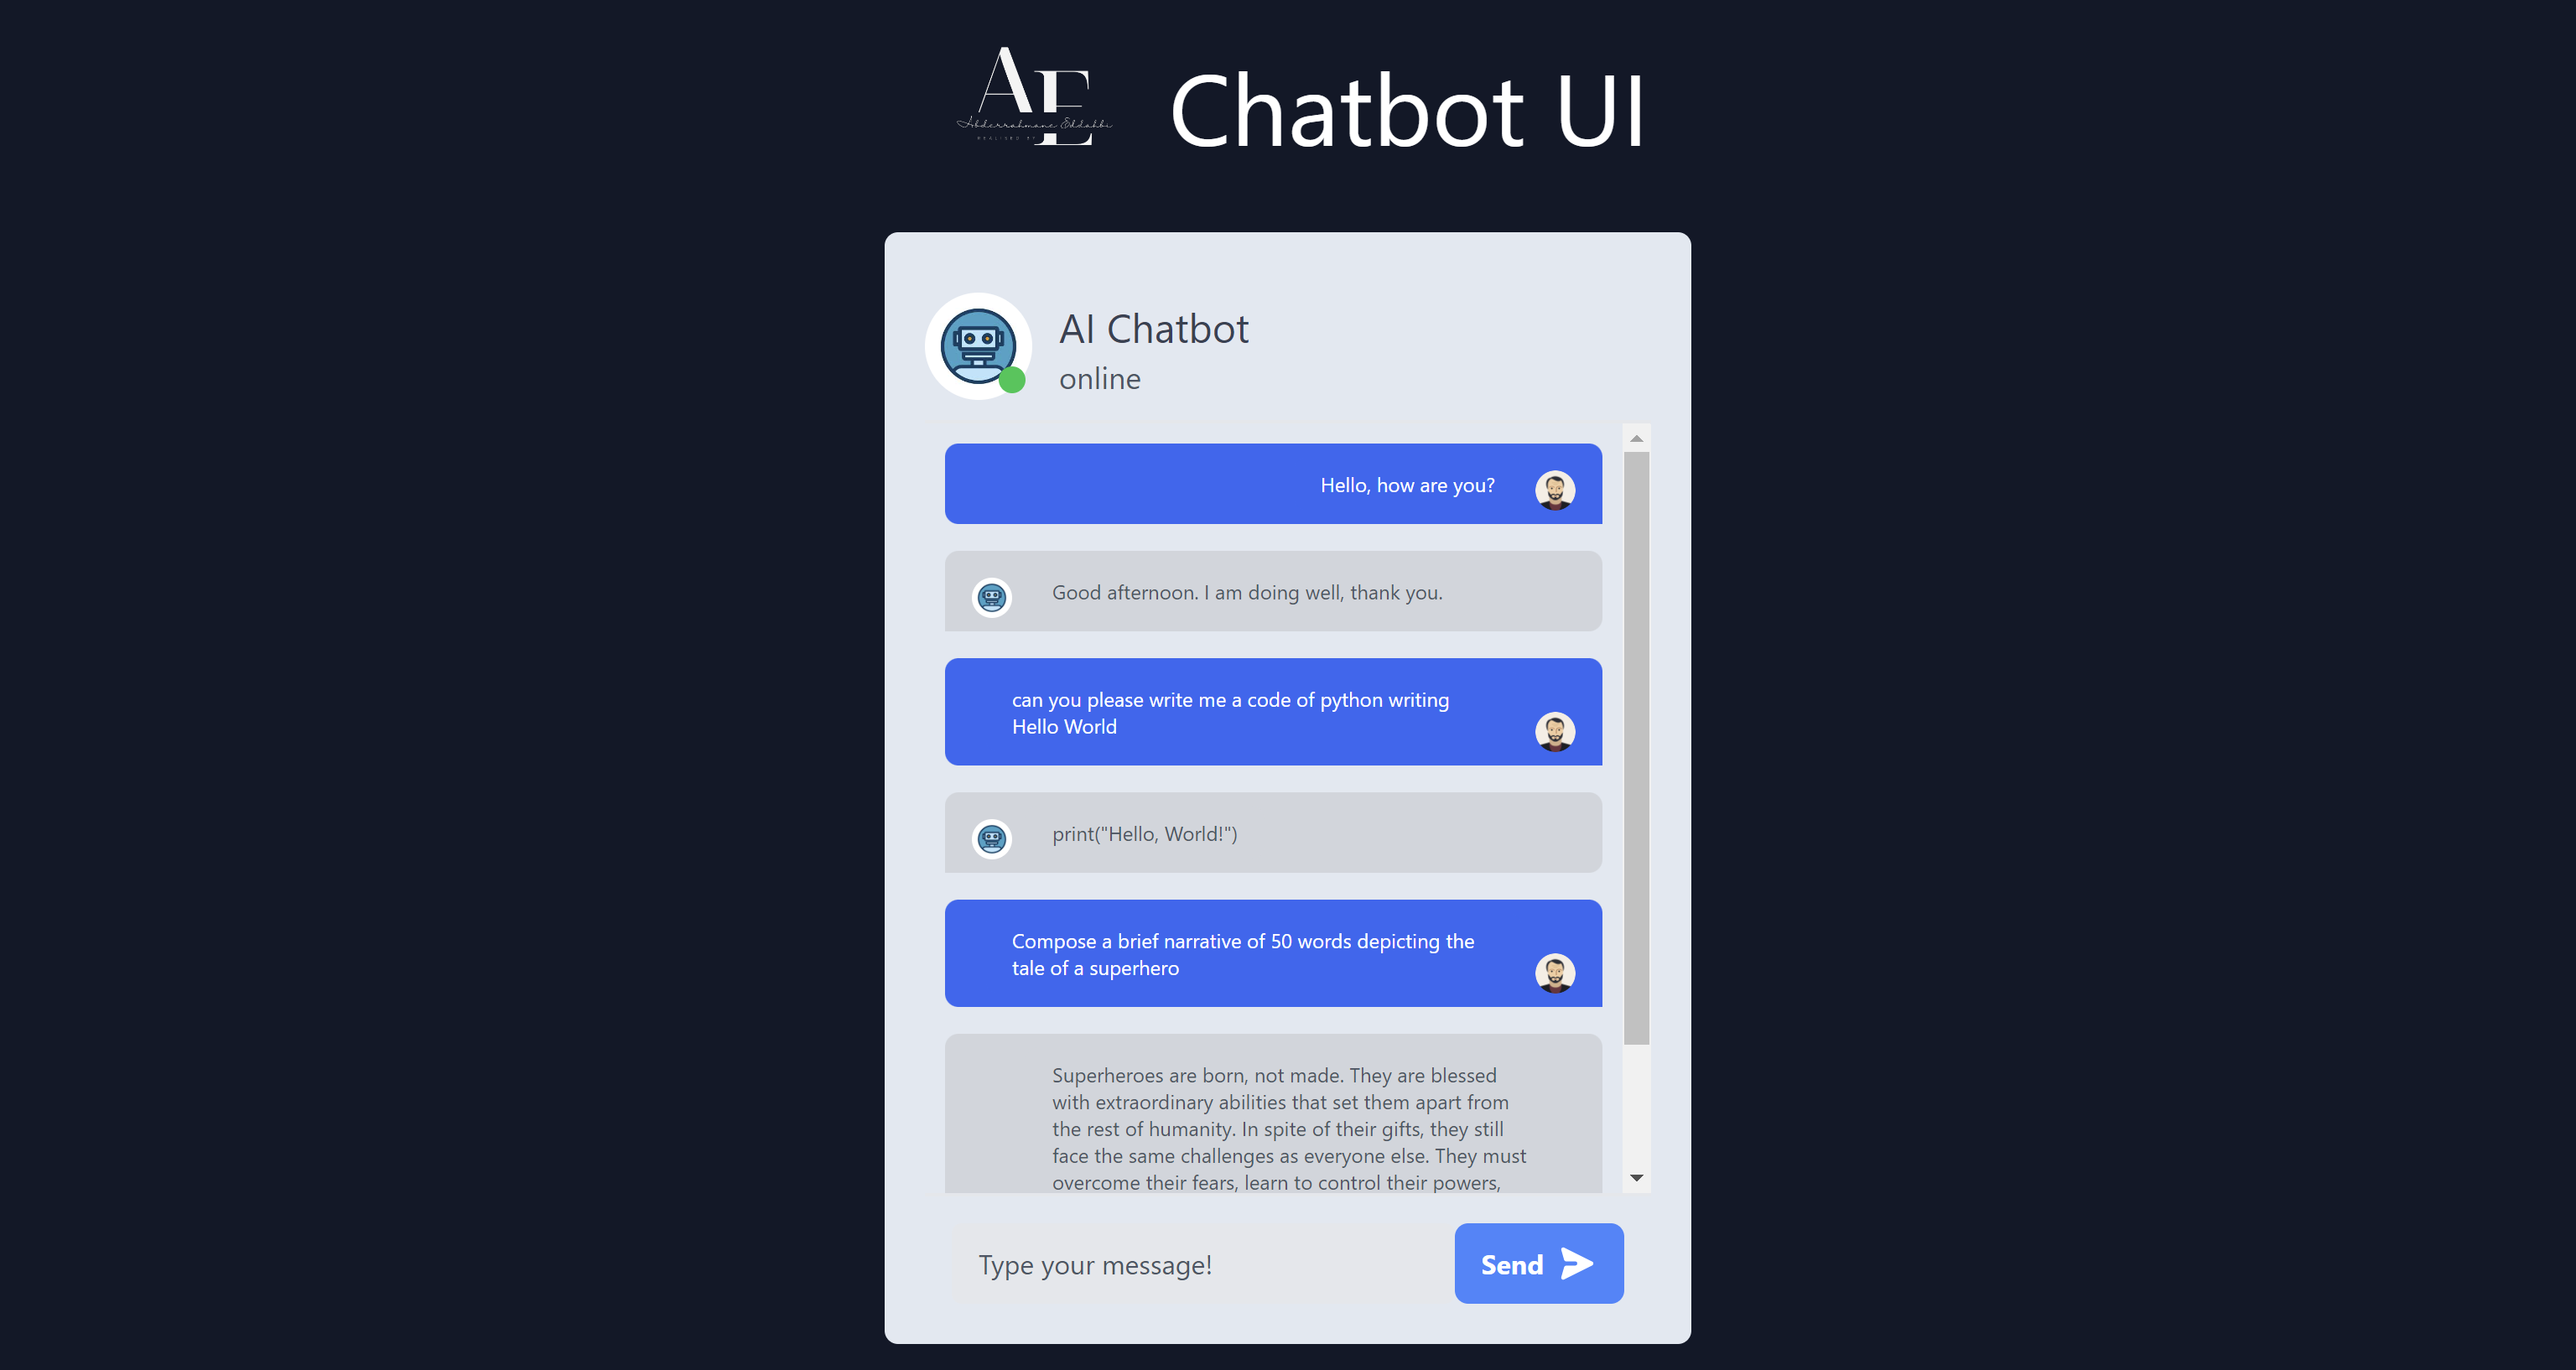 AE
Abderrahmane Eddahbi
REALISED BY
Chatbot UI
AI Chatbot
online
Hello, how are you?
Good afternoon. I am doing well, thank you.
can you please write me a code of python writing
Hello World
print("Hello, World!")
Compose a brief narrative of 50 words depicting the
tale of a superhero
Superheroes are born, not made. They are blessed
with extraordinary abilities that set them apart from
the rest of humanity. In spite of their gifts, they still
face the same challenges as everyone else. They must
overcome their fears, learn to control their powers,
Type your message!
Send